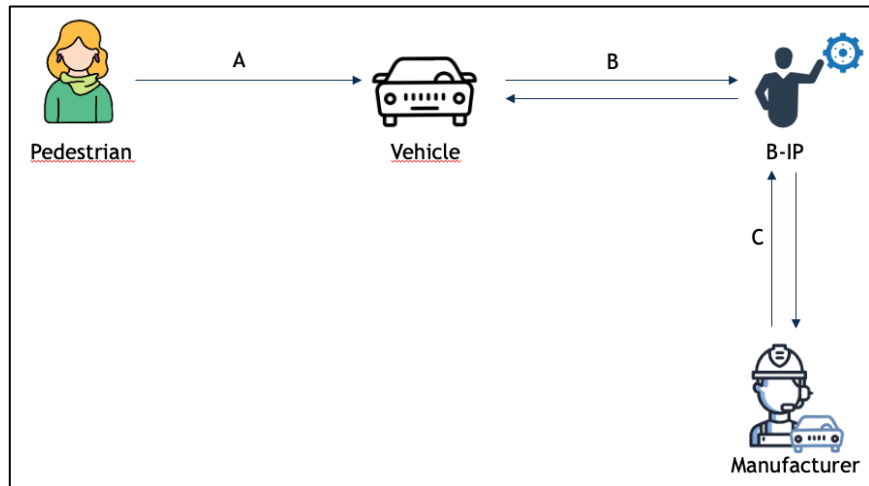 A
B
Pedestrian
Vehicle
B-IP
C
Manufacturer